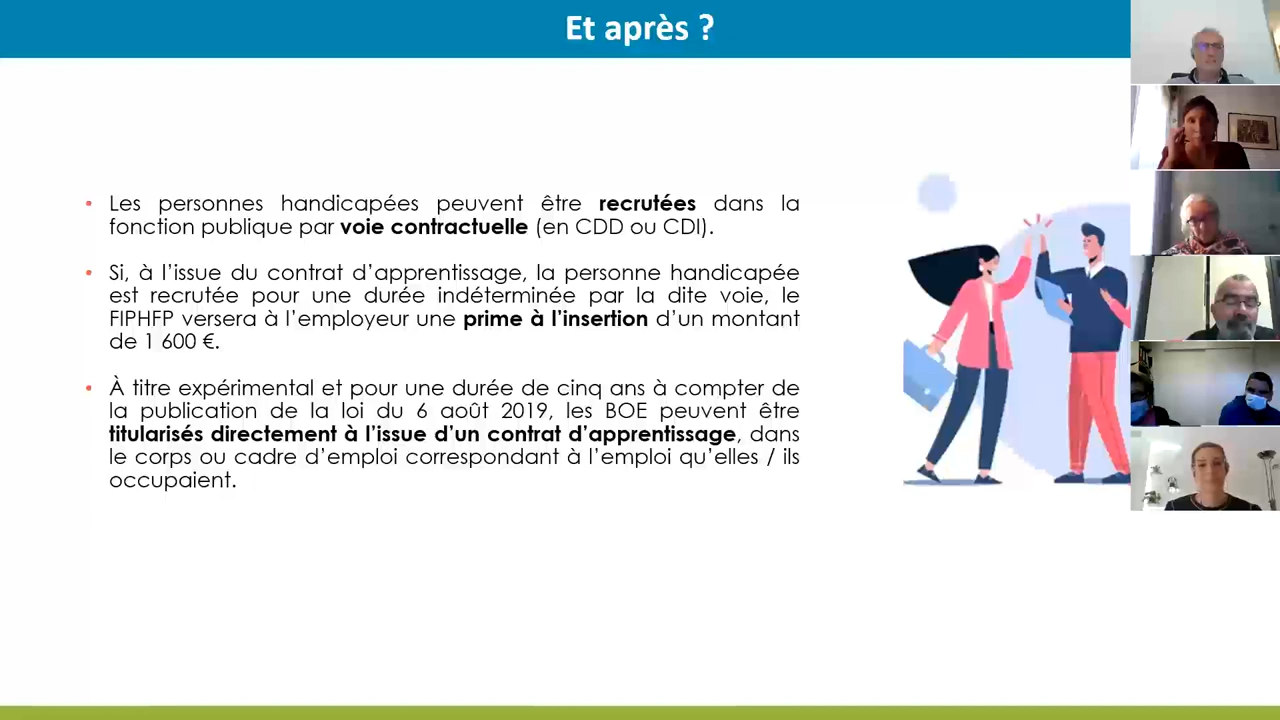 Et après ?
• Les personnes handicapées peuvent être recrutées dans la
fonction publique par voie contractuelle (en CDD ou CDI).
• Si, à l’issue du contrat d’apprentissage, la personne handicapée
est recrutée pour une durée indéterminée par la dite voie, le
FIPHFP versera à l’employeur une prime à l’insertion d’un montant
de 1 600 €.
• À titre expérimental et pour une durée de cinq ans à compter de
la publication de la loi du 6 août 2019, les BOE peuvent être
titularisés directement à l’issue d’un contrat d’apprentissage, dans
le corps ou cadre d’emploi correspondant à l’emploi qu’elles / ils
occupaient.